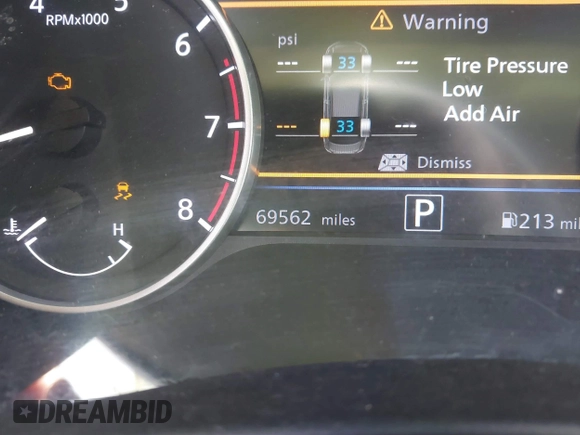 4 5
RPMx1000
6
7
8
H
Warning
psi
--- 33 ---
--- 33 ---
Tire Pressure
Low
Add Air
Dismiss
69562 miles
P
213 mil
DREAMBID